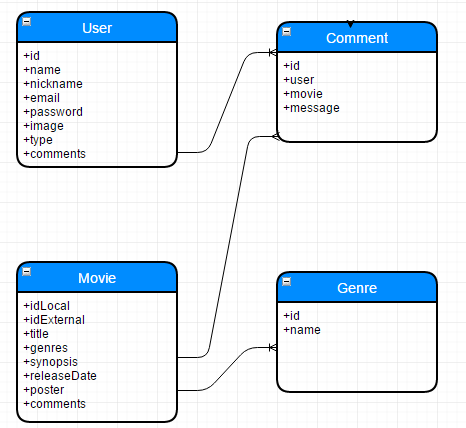 User
+id
+name
+nickname
+email
+password
+image
+type
+comments
Comment
+id
+user
+movie
+message
Movie
+idLocal
+idExternal
+title
+genres
+synopsis
+releaseDate
+poster
+comments
Genre
+id
+name